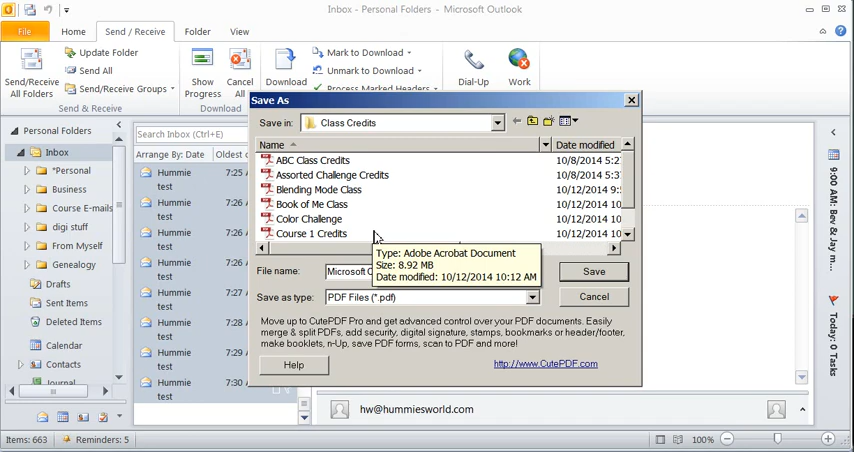 Inbox - Personal Folders - Microsoft Outlook
File Home Send / Receive Folder View
Send/Receive All Folders
Update Folder
Send All
Send/Receive Groups
Send & Receive
Show Progress
Cancel All
Download
Download
Mark to Download
Unmark to Download
Process Marked Headers
Dial-Up
Work
Personal Folders
Inbox
*Personal
Business
Course E-mails
digi stuff
From Myself
Genealogy
Drafts
Sent Items
Deleted Items
Calendar
Contacts
Journal
Search Inbox (Ctrl+E)
Arrange By: Date Oldest
Hummie 7:25
test
Hummie
test
Hummie
test
Hummie 7:26
test
Hummie 7:27
test
Hummie 7:28
test
Hummie 7:29
test
Hummie 7:30
test
Save As
Save in: Class Credits
Name Date modified
ABC Class Credits 10/8/2014 5:2
Assorted Challenge Credits 10/8/2014 5:3
Blending Mode Class 10/12/2014 9:
Book of Me Class 10/12/2014 10
Color Challenge 10/12/2014 10
Course 1 Credits 10/12/2014 10
Type: Adobe Acrobat Document
Size: 8.92 MB
Date modified: 10/12/2014 10:12 AM
File name: Microsoft Save
Save as type: PDF Files (*.pdf) Cancel
Move up to CutePDF Pro and get advanced control over your PDF documents. Easily
merge & split PDFs, add security, digital signature, stamps, bookmarks or header/footer,
make booklets, n-Up, save PDF forms, scan to PDF and more!
Help http://www.CutePDF.com
hw@hummiesworld.com
9:00 AM: Bev & Jay m...
Today: 0 Tasks
Items: 663 Reminders: 5 100%